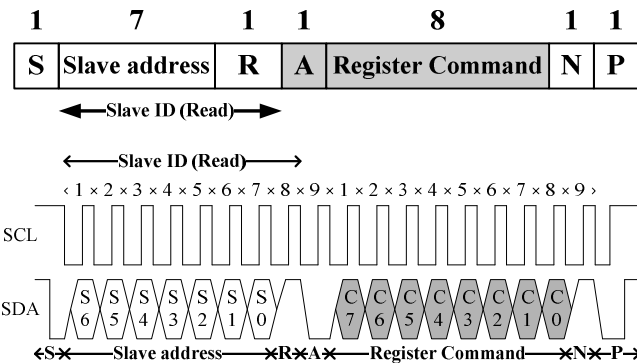 1 7 1 1 8 1 1
S Slave address R A Register Command N P
Slave ID (Read)
Slave ID (Read)
‹ 1 × 2 × 3 × 4 × 5 × 6 × 7 × 8 × 9 × 1 × 2 × 3 × 4 × 5 × 6 × 7 × 8 × 9 ›
SCL
SDA
S S S S S S S C C C C C C C C
6 5 4 3 2 1 0 7 6 5 4 3 2 1 0
S Slave address R A Register Command N P